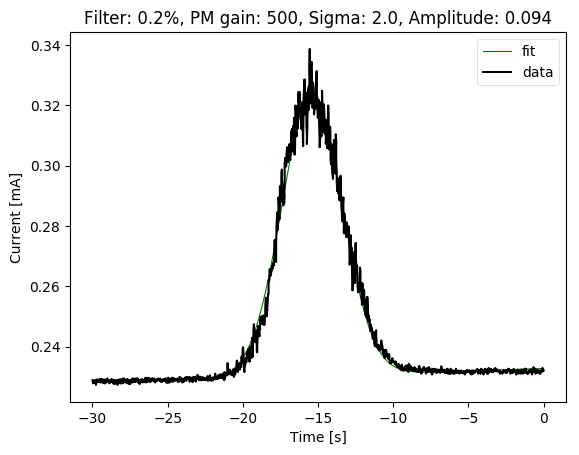 Filter: 0.2%, PM gain: 500, Sigma: 2.0, Amplitude: 0.094
fit
data
0.34
0.32
0.30
0.28
0.26
0.24
Current [mA]
−30
−25
−20
−15
−10
−5
0
Time [s]